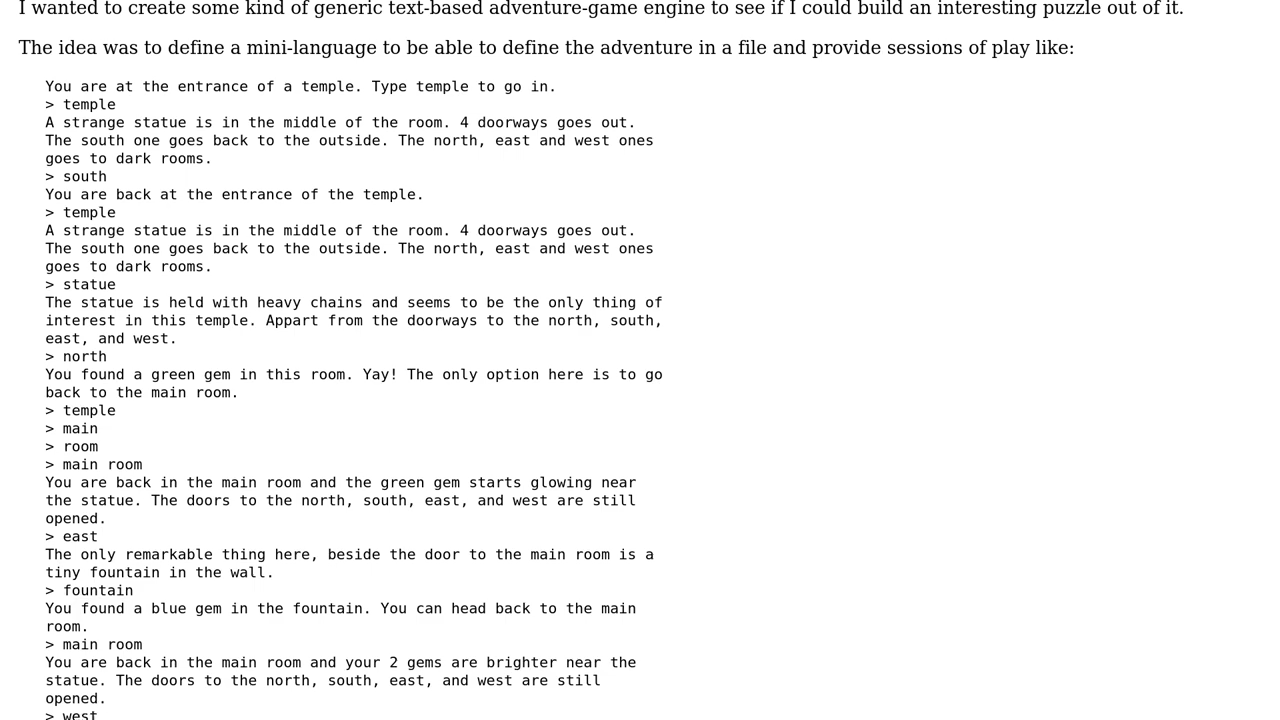 I wanted to create some kind of generic text-based adventure-game engine to see if I could build an interesting puzzle out of it.
The idea was to define a mini-language to be able to define the adventure in a file and provide sessions of play like:
You are at the entrance of a temple. Type temple to go in.
> temple
A strange statue is in the middle of the room. 4 doorways goes out.
The south one goes back to the outside. The north, east and west ones
goes to dark rooms.
> south
You are back at the entrance of the temple.
> temple
A strange statue is in the middle of the room. 4 doorways goes out.
The south one goes back to the outside. The north, east and west ones
goes to dark rooms.
> statue
The statue is held with heavy chains and seems to be the only thing of
interest in this temple. Appart from the doorways to the north, south,
east, and west.
> north
You found a green gem in this room. Yay! The only option here is to go
back to the main room.
> temple
> main
> room
> main room
You are back in the main room and the green gem starts glowing near
the statue. The doors to the north, south, east, and west are still
opened.
> east
The only remarkable thing here, beside the door to the main room is a
tiny fountain in the wall.
> fountain
You found a blue gem in the fountain. You can head back to the main
room.
> main room
You are back in the main room and your 2 gems are brighter near the
statue. The doors to the north, south, east, and west are still
opened.
> west